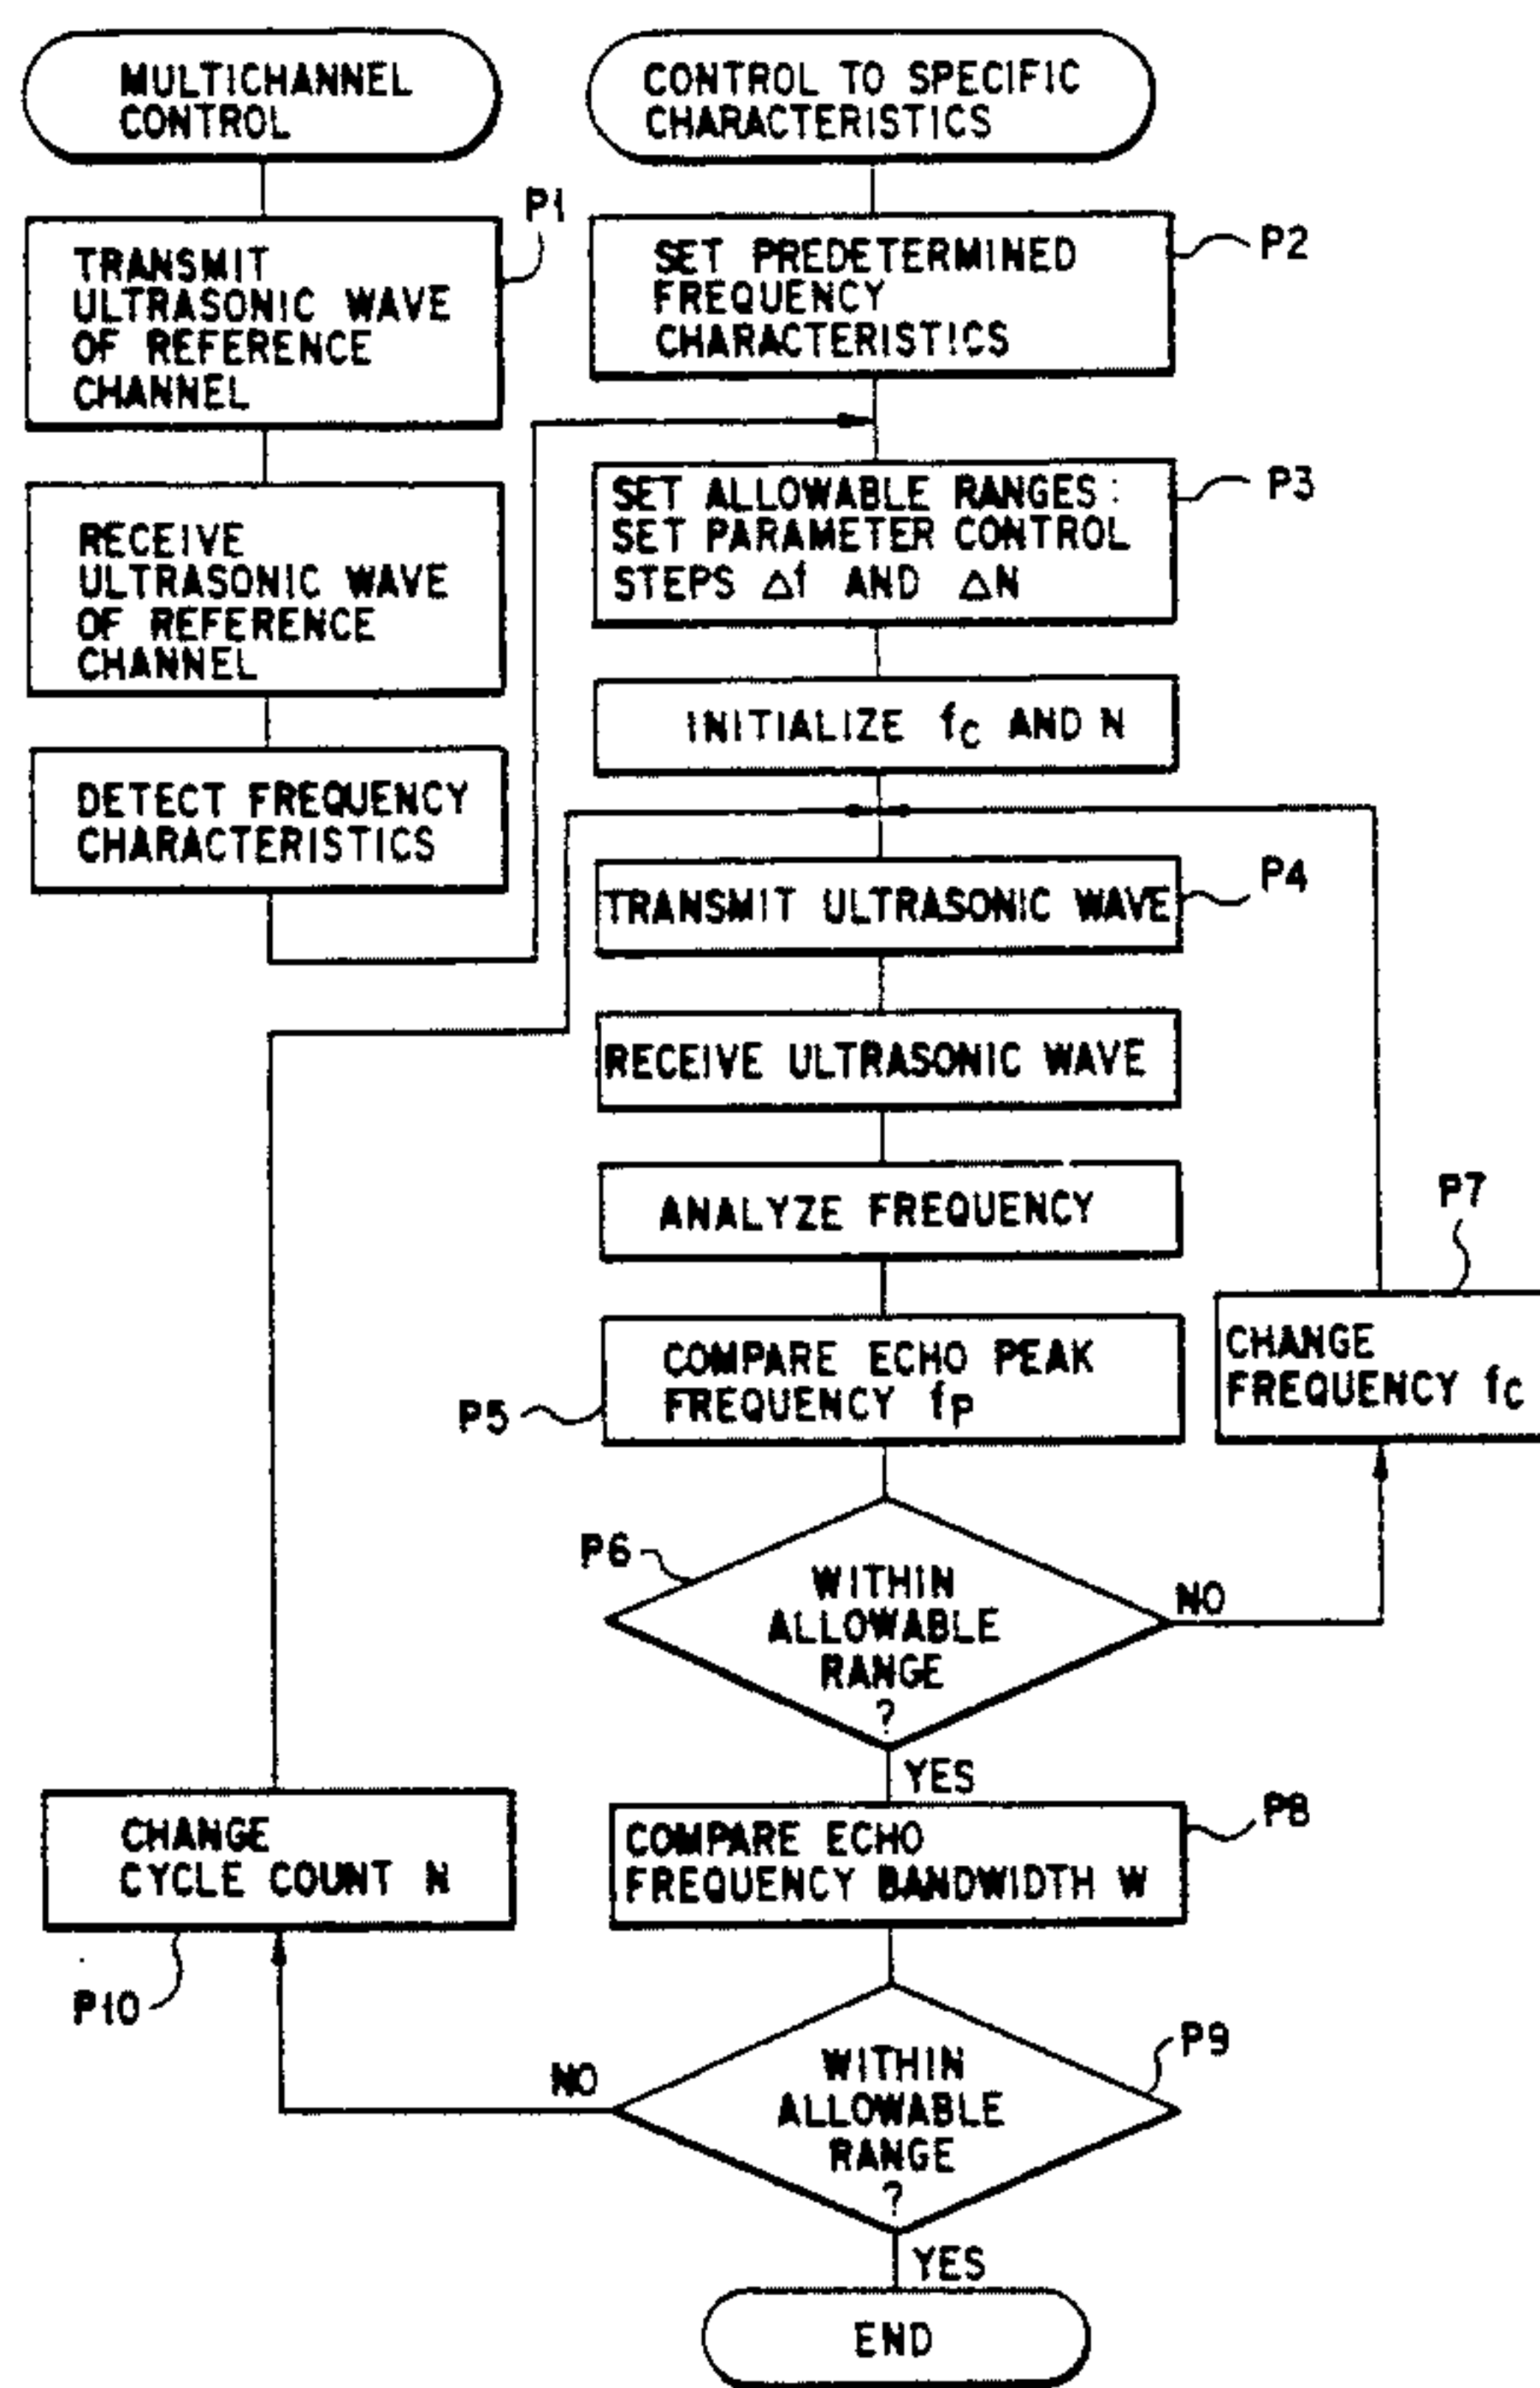 MULTICHANNEL
CONTROL
CONTROL TO SPECIFIC
CHARACTERISTICS
P1
TRANSMIT
ULTRASONIC WAVE
OF REFERENCE
CHANNEL
P2
SET PREDETERMINED
FREQUENCY
CHARACTERISTICS
P3
SET ALLOWABLE RANGES:
SET PARAMETER CONTROL
STEPS Δf AND ΔN
RECEIVE
ULTRASONIC WAVE
OF REFERENCE
CHANNEL
INITIALIZE fc AND N
DETECT FREQUENCY
CHARACTERISTICS
P4
TRANSMIT ULTRASONIC WAVE
RECEIVE ULTRASONIC WAVE
ANALYZE FREQUENCY
P7
CHANGE
FREQUENCY fc
COMPARE ECHO PEAK
FREQUENCY fp
P5
P6
WITHIN
ALLOWABLE
RANGE
?
NO
YES
P8
COMPARE ECHO
FREQUENCY BANDWIDTH W
CHANGE
CYCLE COUNT N
P10
P9
WITHIN
ALLOWABLE
RANGE
?
NO
YES
END